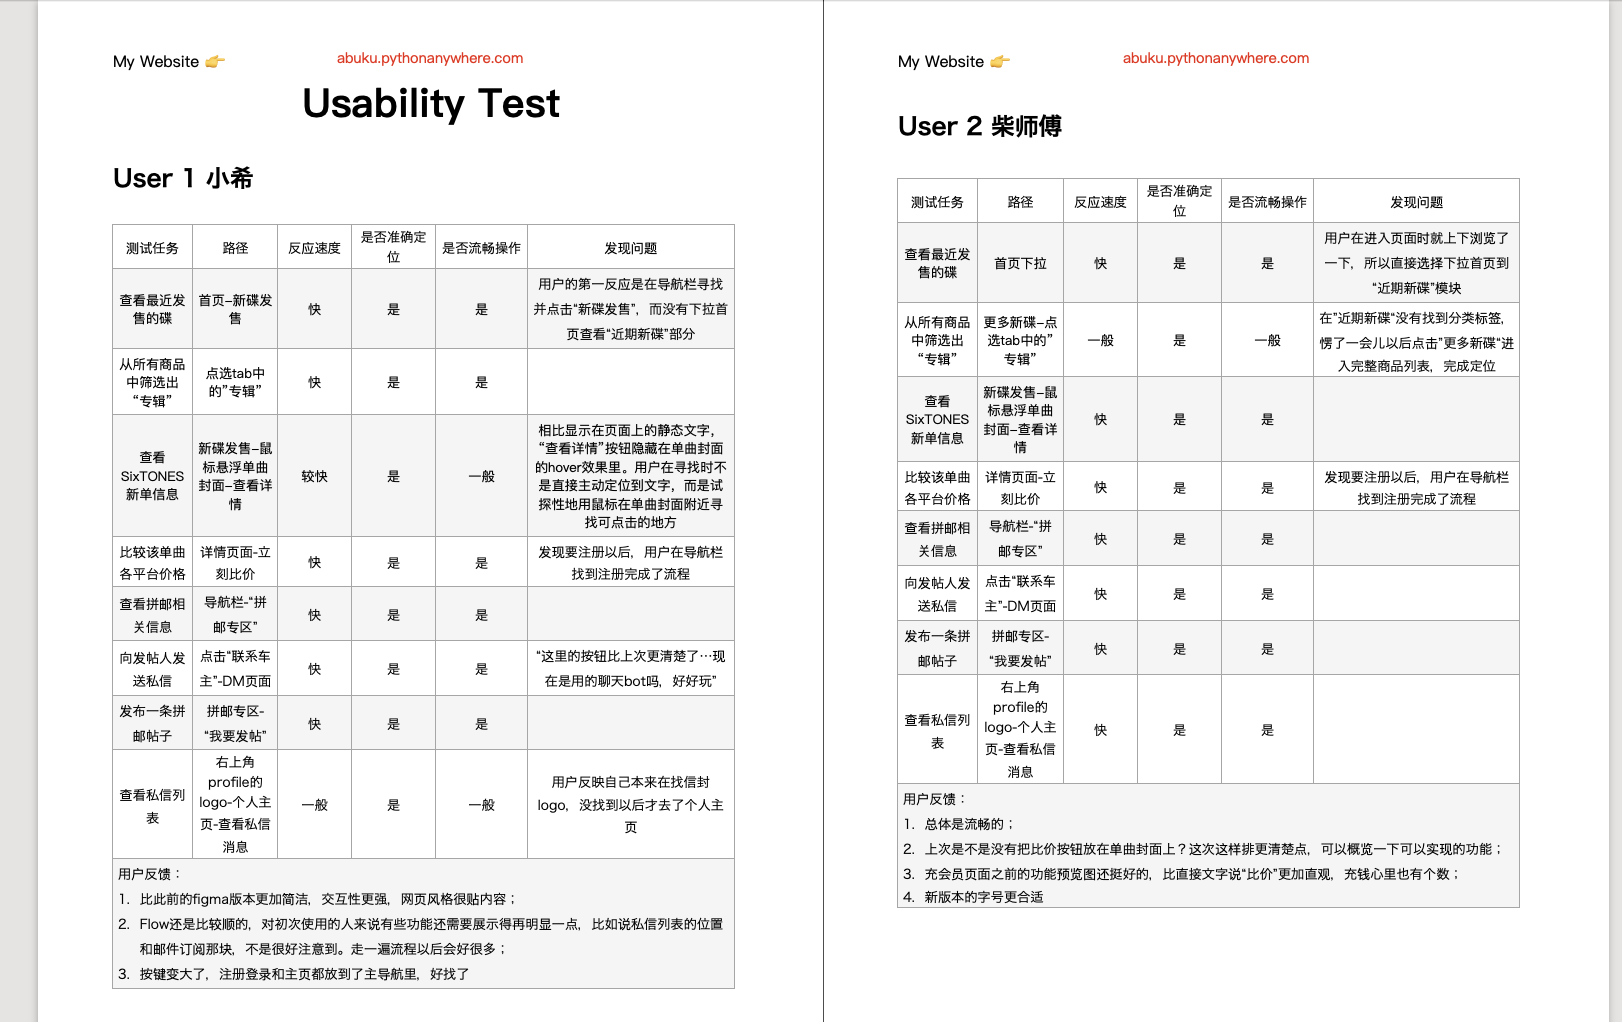 My Website 👉
abuku.pythonanywhere.com
Usability Test
User 1 小希
测试任务
路径
反应速度
是否准确定
位
是否流畅操作
发现问题
查看最近发
售的碟
首页–新碟发
售
快
是
是
用户的第一反应是在导航栏寻找
并点击“新碟发售”，而没有下拉首
页查看“近期新碟”部分
从所有商品
中筛选出
“专辑”
点选tab中
的”专辑”
快
是
是
查看
SixTONES
新单信息
新碟发售–鼠
标悬浮单曲
封面–查看详
情
较快
是
一般
相比显示在页面上的静态文字，
“查看详情”按钮隐藏在单曲封面
的hover效果里。用户在寻找时不
是直接主动定位到文字，而是试
探性地用鼠标在单曲封面附近寻
找可点击的地方
比较该单曲
各平台价格
详情页面-立
刻比价
快
是
是
发现要注册以后，用户在导航栏
找到注册完成了流程
查看拼邮相
关信息
导航栏-“拼
邮专区”
快
是
是
向发帖人发
送私信
点击“联系车
主”-DM页面
快
是
是
“这里的按钮比上次更清楚了…现
在是用的聊天bot吗，好好玩”
发布一条拼
邮帖子
拼邮专区-
“我要发帖”
快
是
是
查看私信列
表
右上角
profile的
logo-个人主
页-查看私信
消息
一般
是
一般
用户反映自己本来在找信封
logo，没找到以后才去了个人主
页
用户反馈：
1. 比此前的figma版本更加简洁，交互性更强，网页风格很贴内容；
2. Flow还是比较顺的，对初次使用的人来说有些功能还需要展示得再明显一点，比如说私信列表的位置
和邮件订阅那块，不是很好注意到。走一遍流程以后会好很多；
3. 按键变大了，注册登录和主页都放到了主导航里，好找了
My Website 👉
abuku.pythonanywhere.com
User 2 柴师傅
测试任务
路径
反应速度
是否准确定
位
是否流畅操作
发现问题
查看最近发
售的碟
首页下拉
快
是
是
用户在进入页面时就上下浏览了
一下，所以直接选择下拉首页到
“近期新碟”模块
从所有商品
中筛选出
“专辑”
更多新碟–点
选tab中的”
专辑”
一般
是
一般
在”近期新碟“没有找到分类标签，
愣了一会儿以后点击”更多新碟“进
入完整商品列表，完成定位
查看
SixTONES
新单信息
新碟发售–鼠
标悬浮单曲
封面–查看详
情
快
是
是
比较该单曲
各平台价格
详情页面-立
刻比价
快
是
是
发现要注册以后，用户在导航栏
找到注册完成了流程
查看拼邮相
关信息
导航栏-“拼
邮专区”
快
是
是
向发帖人发
送私信
点击“联系车
主”-DM页面
快
是
是
发布一条拼
邮帖子
拼邮专区-
“我要发帖”
快
是
是
查看私信列
表
右上角
profile的
logo-个人主
页-查看私信
消息
快
是
是
用户反馈：
1. 总体是流畅的；
2. 上次是不是没有把比价按钮放在单曲封面上？这次这样排更清楚点，可以概览一下可以实现的功能；
3. 充会员页面之前的功能预览图还挺好的，比直接文字说“比价”更加直观，充钱心里也有个数；
4. 新版本的字号更合适